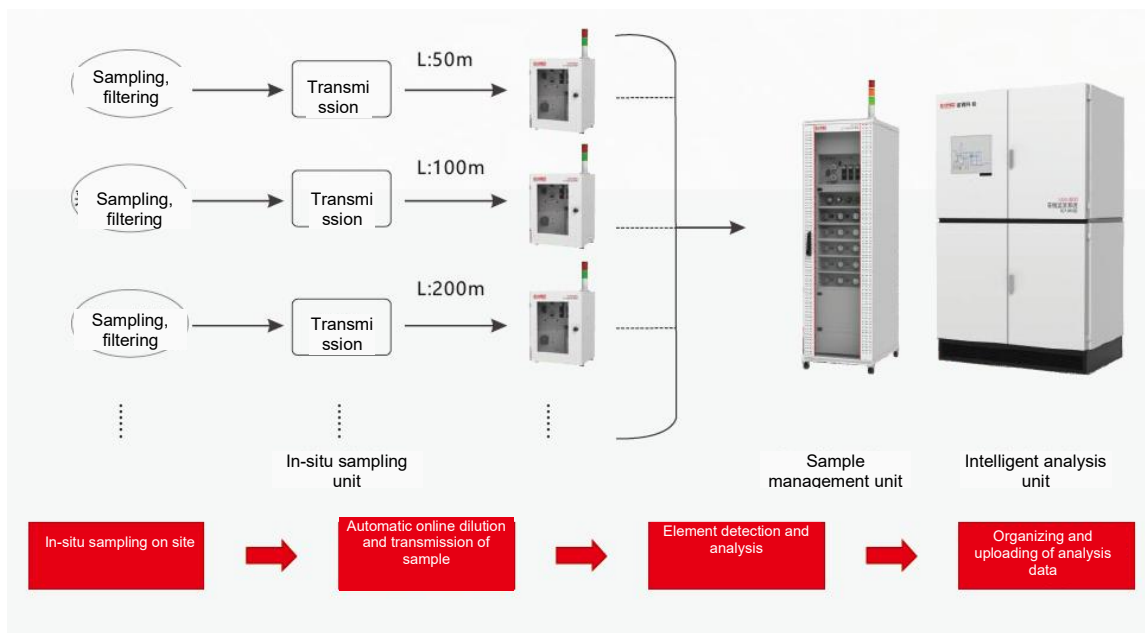 Sampling,
filtering
Transmi
ssion
L:50m
Sampling,
filtering
Transmi
ssion
L:100m
Sampling,
filtering
Transmi
ssion
L:200m
In-situ sampling
unit
Sample
management unit
Intelligent analysis
unit
In-situ sampling on site
Automatic online dilution
and transmission of
sample
Element detection and
analysis
Organizing and
uploading of analysis
data